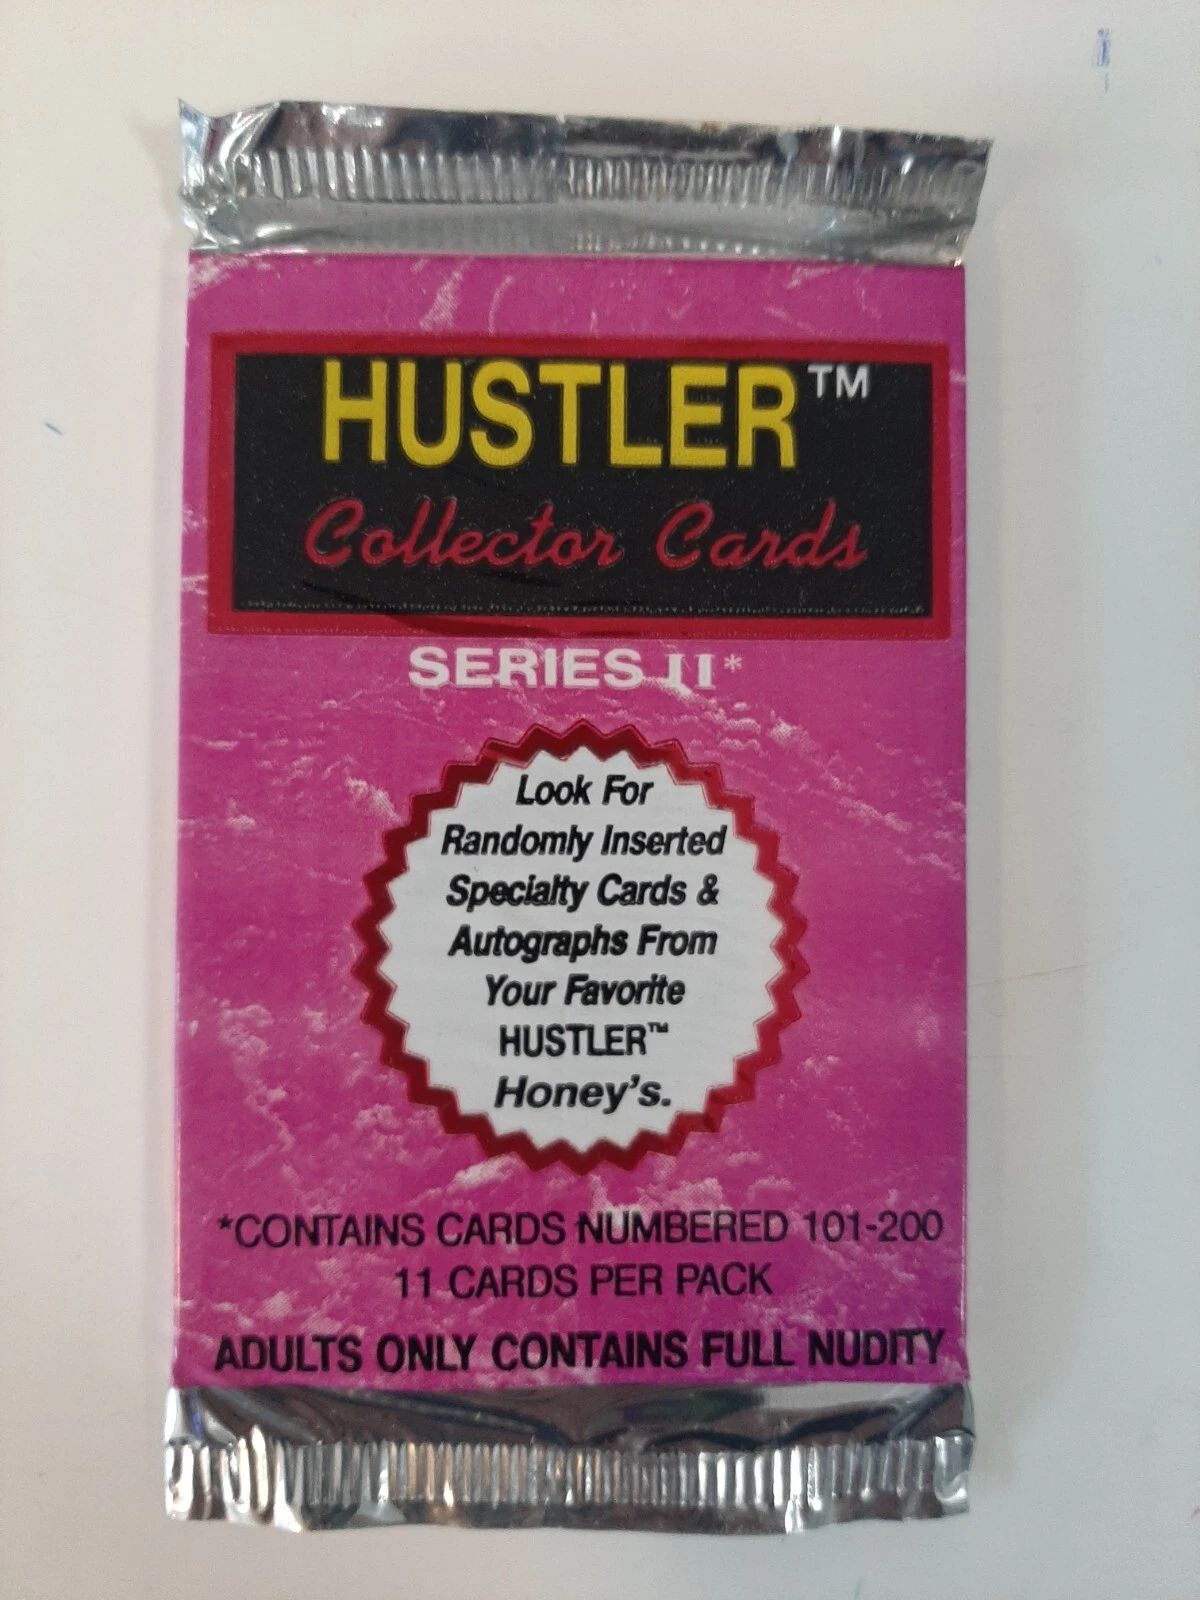 HUSTLER™
Collector Cards
SERIES II*
Look For
Randomly Inserted
Specialty Cards &
Autographs From
Your Favorite
HUSTLER™
Honey's.
*CONTAINS CARDS NUMBERED 101-200
11 CARDS PER PACK
ADULTS ONLY CONTAINS FULL NUDITY